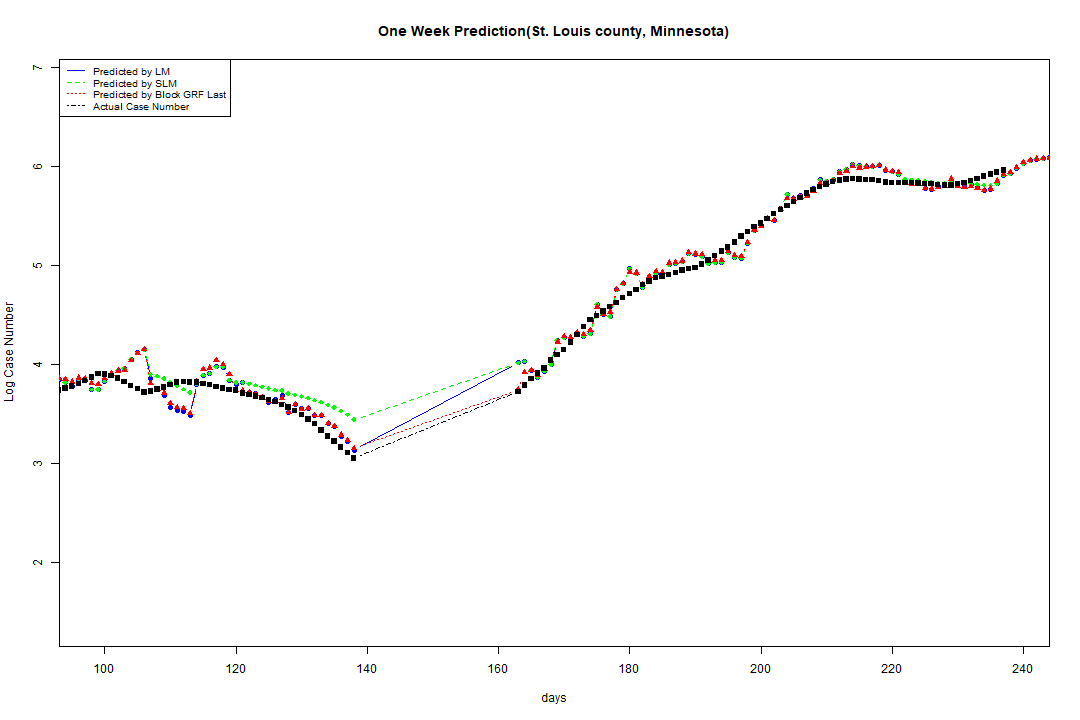 One Week Prediction(St. Louis county, Minnesota)
Predicted by LM
Predicted by SLM
Predicted by Block GRF Last
Actual Case Number
7
6
5
4
3
2
Log Case Number
100 120 140 160 180 200 220 240
days